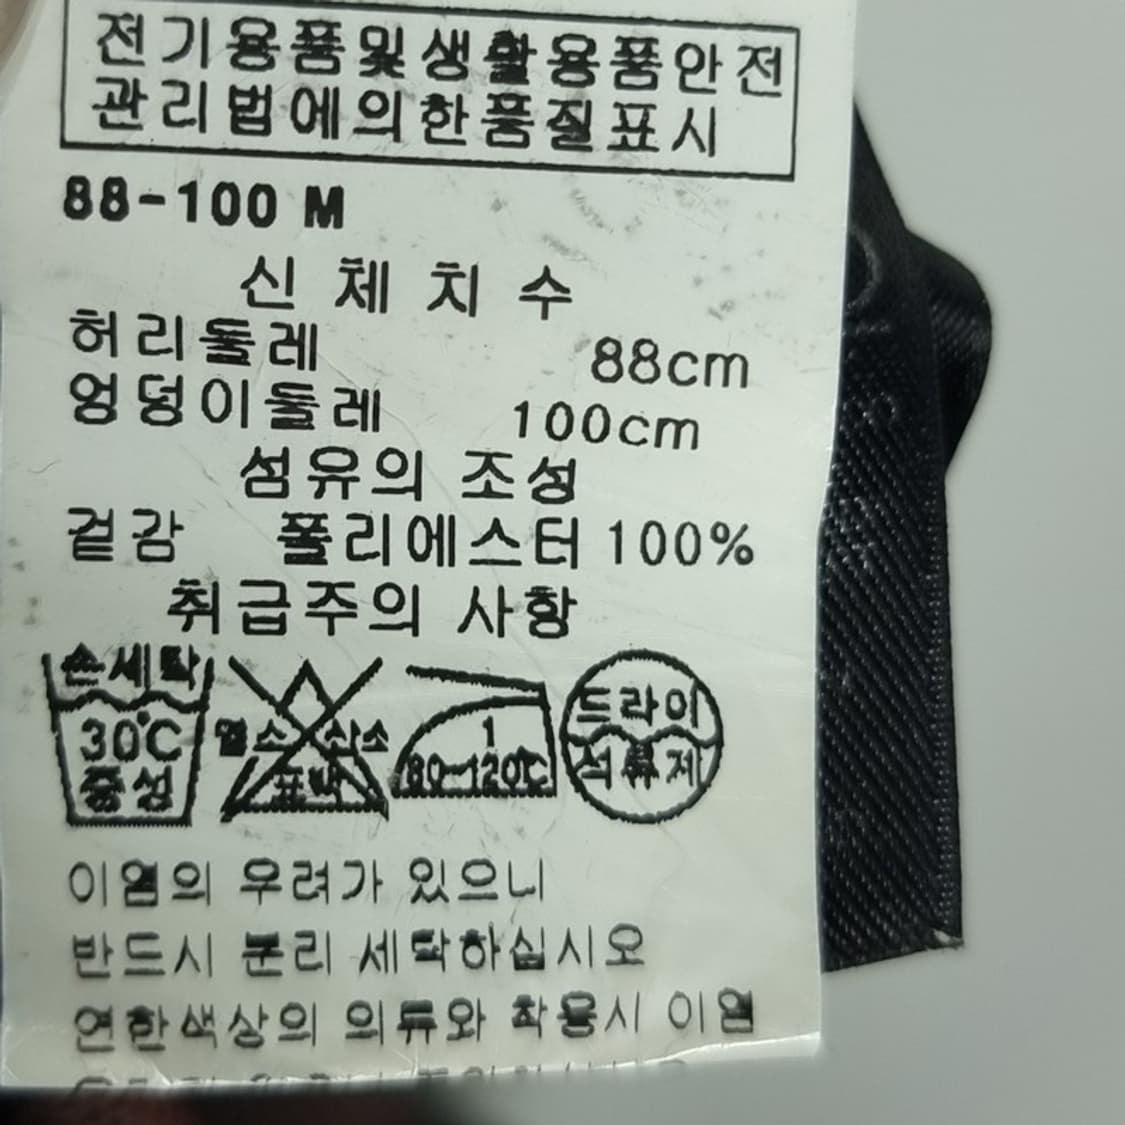 전기용품및생활용품안전
관리법에의한품질표시
88-100 M
신체치수
허리둘레 88cm
엉덩이둘레 100cm
섬유의 조성
겉감 폴리에스터 100%
취급주의 사항
손세탁
30℃
중성
염소 산소
표백
1
80-120℃
드라이
석유제
이염의 우려가 있으니
반드시 분리 세탁하십시오
연한색상의 의류와 착용시 이염